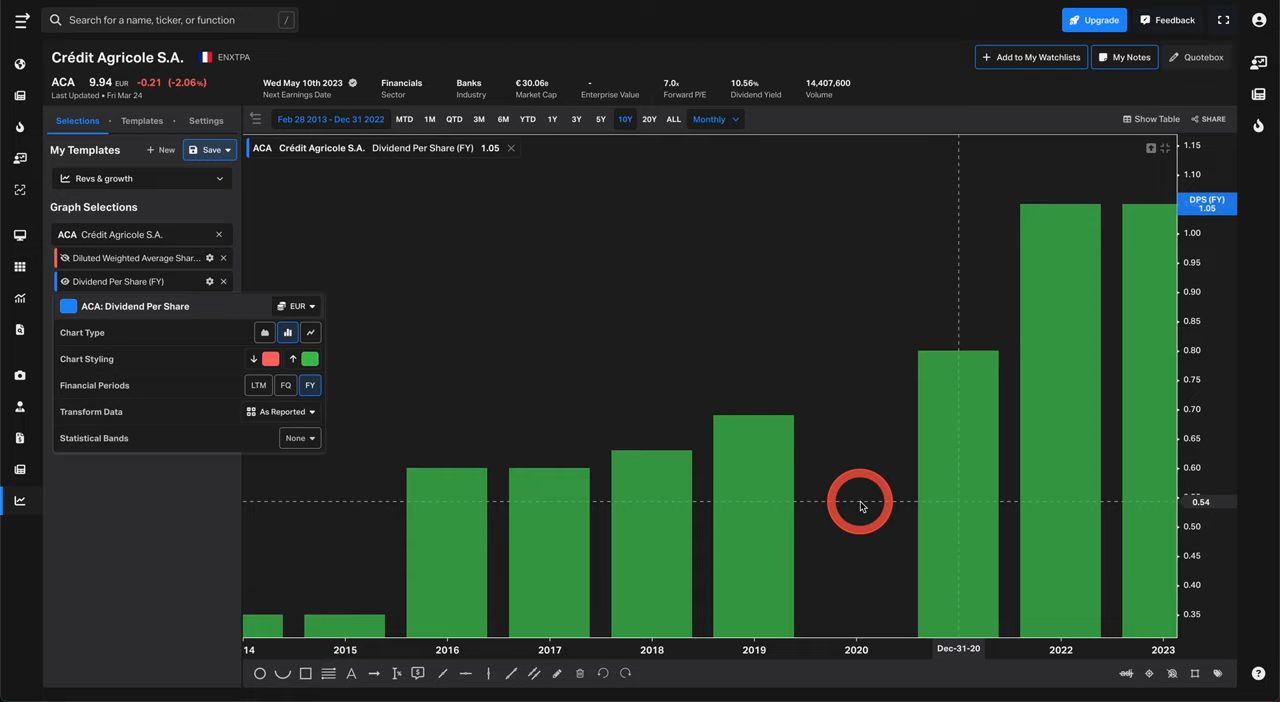 Search for a name, ticker, or function /
Upgrade
Feedback
Crédit Agricole S.A. ENXTPA
Add to My Watchlists
My Notes
Quotebox
ACA 9.94 EUR -0.21 (-2.06%)
Last Updated • Fri Mar 24
Wed May 10th 2023
Next Earnings Date
Financials
Sector
Banks
Industry
€30.06B
Market Cap
-
Enterprise Value
7.0x
Forward P/E
10.56%
Dividend Yield
14,407,600
Volume
Selections • Templates • Settings
Feb 28 2013 - Dec 31 2022 MTD 1M QTD 3M 6M YTD 1Y 3Y 5Y 10Y 20Y ALL Monthly
Show Table SHARE
My Templates + New Save
Revs & growth
Graph Selections
ACA Crédit Agricole S.A.
Diluted Weighted Average Shar...
Dividend Per Share (FY)
ACA: Dividend Per Share EUR
Chart Type
Chart Styling
Financial Periods LTM FQ FY
Transform Data As Reported
Statistical Bands None
ACA Crédit Agricole S.A. Dividend Per Share (FY) 1.05
1.15
1.10
DPS (FY)
1.05
1.00
0.95
0.90
0.85
0.80
0.75
0.70
0.65
0.60
0.54
0.50
0.45
0.40
0.35
14 2015 2016 2017 2018 2019 2020 Dec-31-20 2022 2023